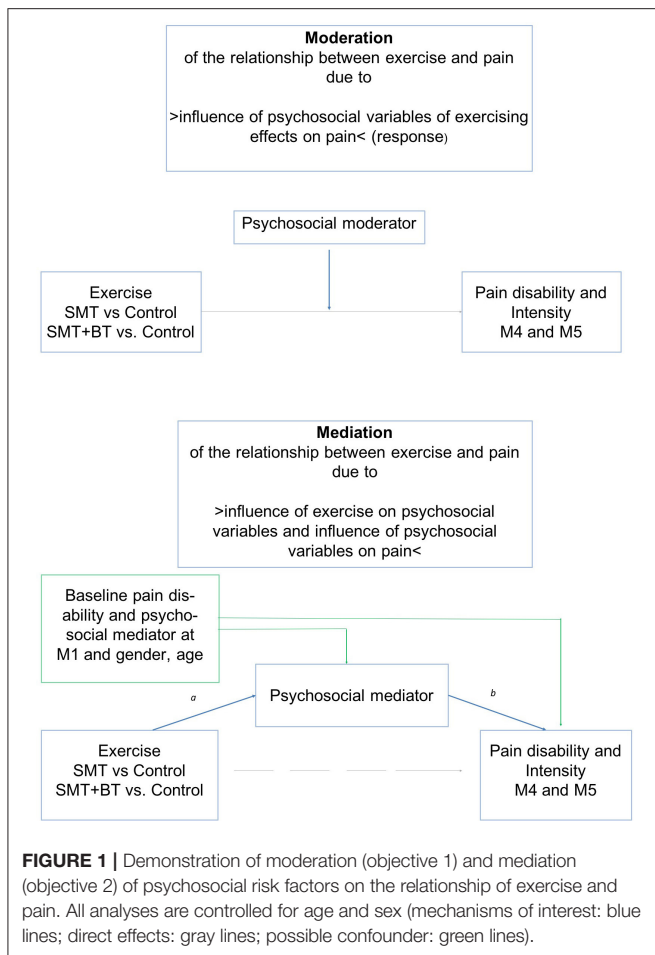 Moderation
of the relationship between exercise and pain
due to
>influence of psychosocial variables of exercising
effects on pain< (response)
Psychosocial moderator
Exercise
SMT vs Control
SMT+BT vs. Control
Pain disability and
Intensity
M4 and M5
Mediation
of the relationship between exercise and pain
due to
>influence of exercise on psychosocial
variables and influence of psychosocial
variables on pain<
Baseline pain dis-
ability and psycho-
social mediator at
M1 and gender, age
a
Psychosocial mediator
b
Exercise
SMT vs Control
SMT+BT vs. Control
Pain disability and
Intensity
M4 and M5
FIGURE 1 | Demonstration of moderation (objective 1) and mediation
(objective 2) of psychosocial risk factors on the relationship of exercise and
pain. All analyses are controlled for age and sex (mechanisms of interest: blue
lines; direct effects: gray lines; possible confounder: green lines).